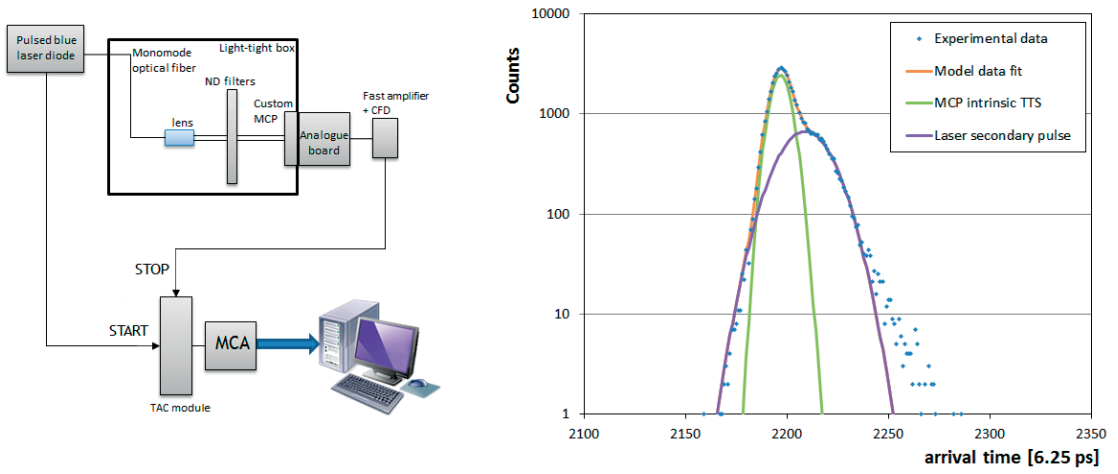 Pulsed blue
laser diode
Light-tight box
Monomode
optical fiber
ND filters
lens
Custom
MCP
Analogue
board
Fast amplifier
+ CFD
STOP
START
MCA
TAC module
Counts
10000
1000
100
10
1
2100
2150
2200
2250
2300
2350
arrival time [6.25 ps]
Experimental data
Model data fit
MCP intrinsic TTS
Laser secondary pulse